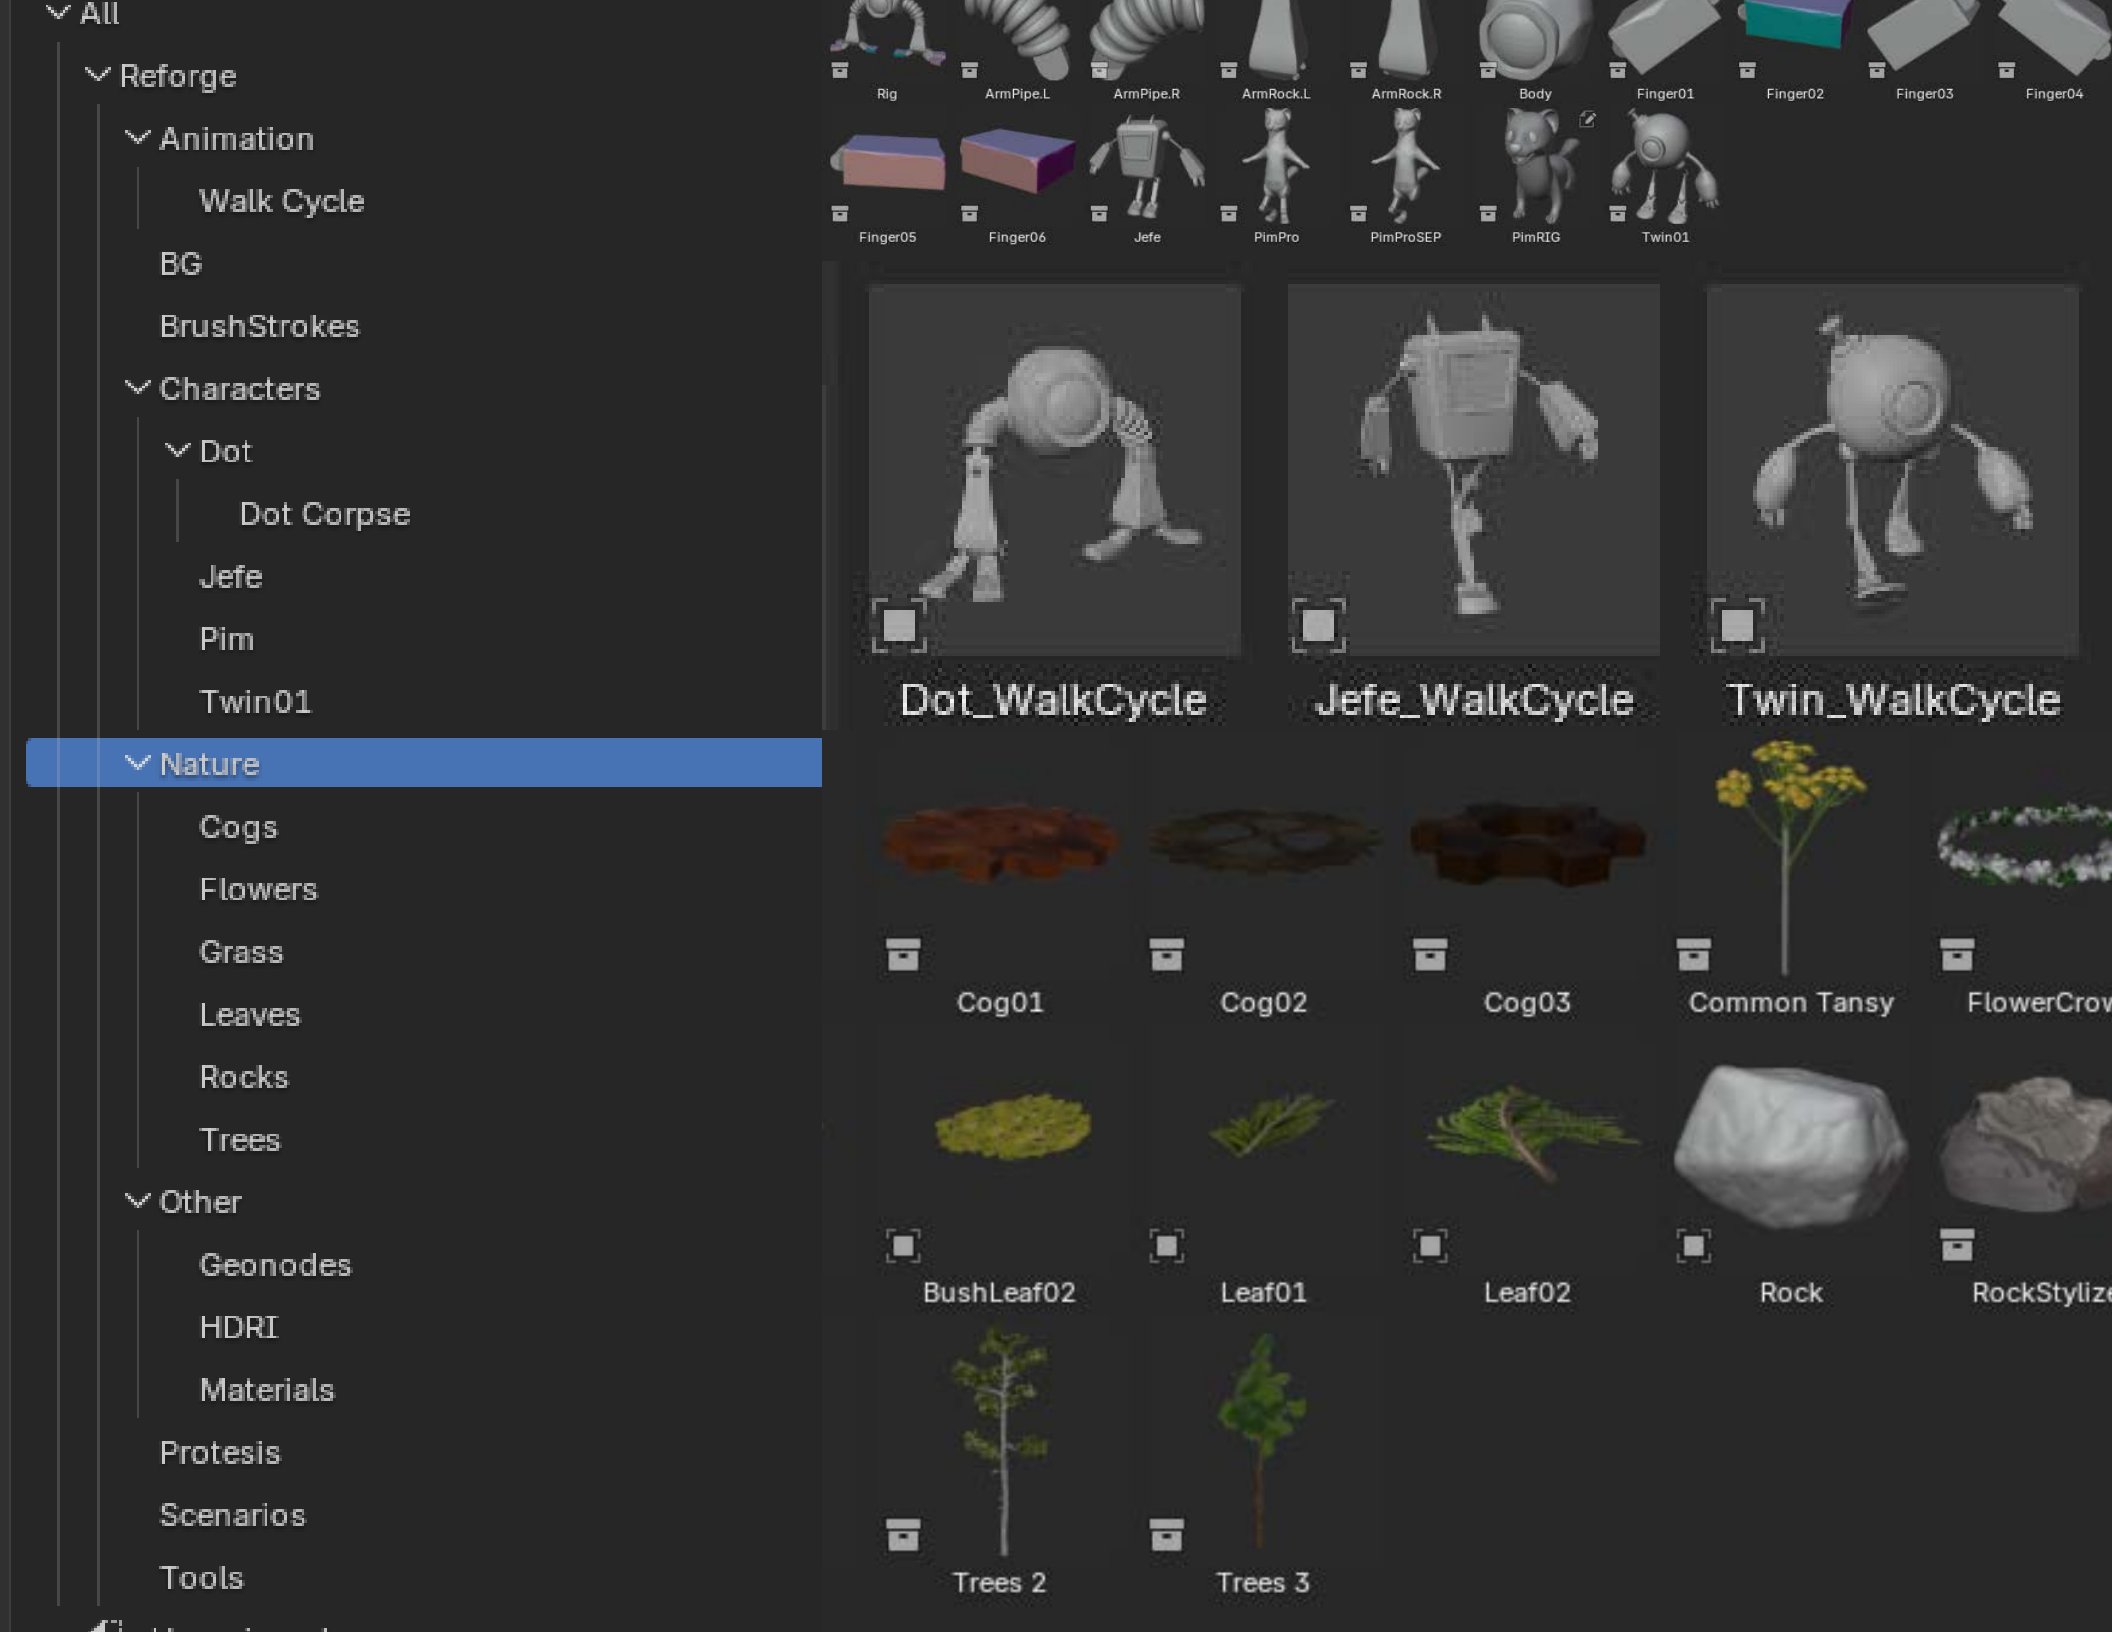 All
Reforge
Animation
Walk Cycle
BG
BrushStrokes
Characters
Dot
Dot Corpse
Jefe
Pim
Twin01
Nature
Cogs
Flowers
Grass
Leaves
Rocks
Trees
Other
Geonodes
HDRI
Materials
Protesis
Scenarios
Tools
Rig ArmPipe.L ArmPipe.R ArmRock.L ArmRock.R Body Finger01 Finger02 Finger03 Finger04
Finger05 Finger06 Jefe PimPro PimProSEP PimRIG Twin01
Dot_WalkCycle Jefe_WalkCycle Twin_WalkCycle
Cog01 Cog02 Cog03 Common Tansy FlowerCrow
BushLeaf02 Leaf01 Leaf02 Rock RockStylize
Trees 2 Trees 3